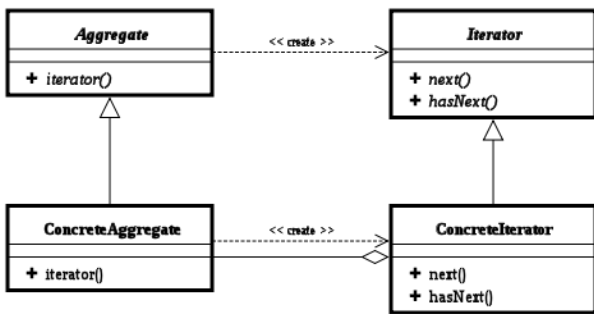 Aggregate
<< create >>
Iterator
+ iterator()
+ next()
+ hasNext()
ConcreteAggregate
<< create >>
ConcreteIterator
+ iterator()
+ next()
+ hasNext()